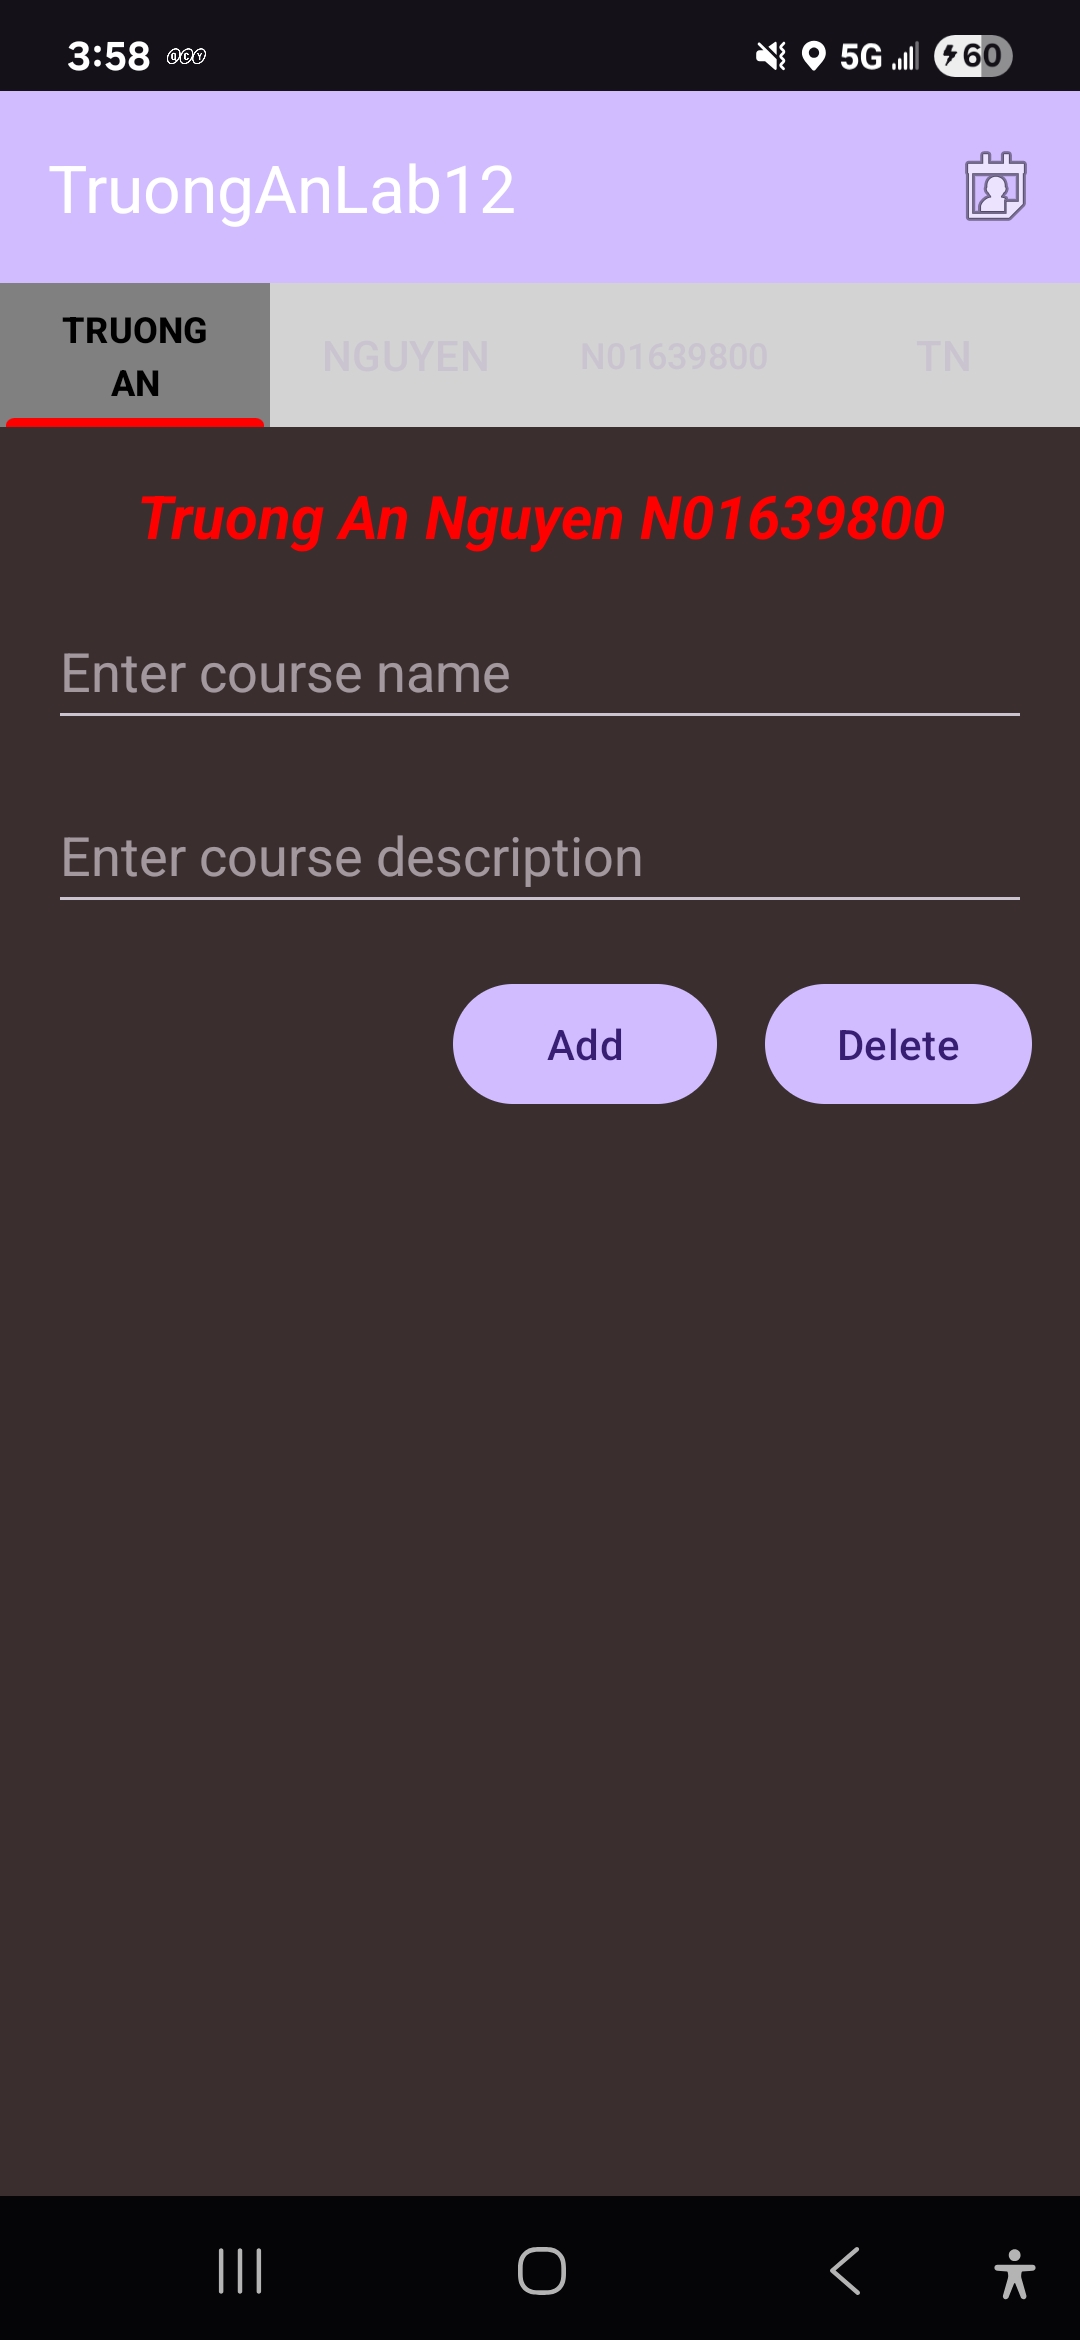 3:58 QCY 5G 60
TruongAnLab12
TRUONG
AN
NGUYEN
N01639800
TN
Truong An Nguyen N01639800
Enter course name
Enter course description
Add
Delete